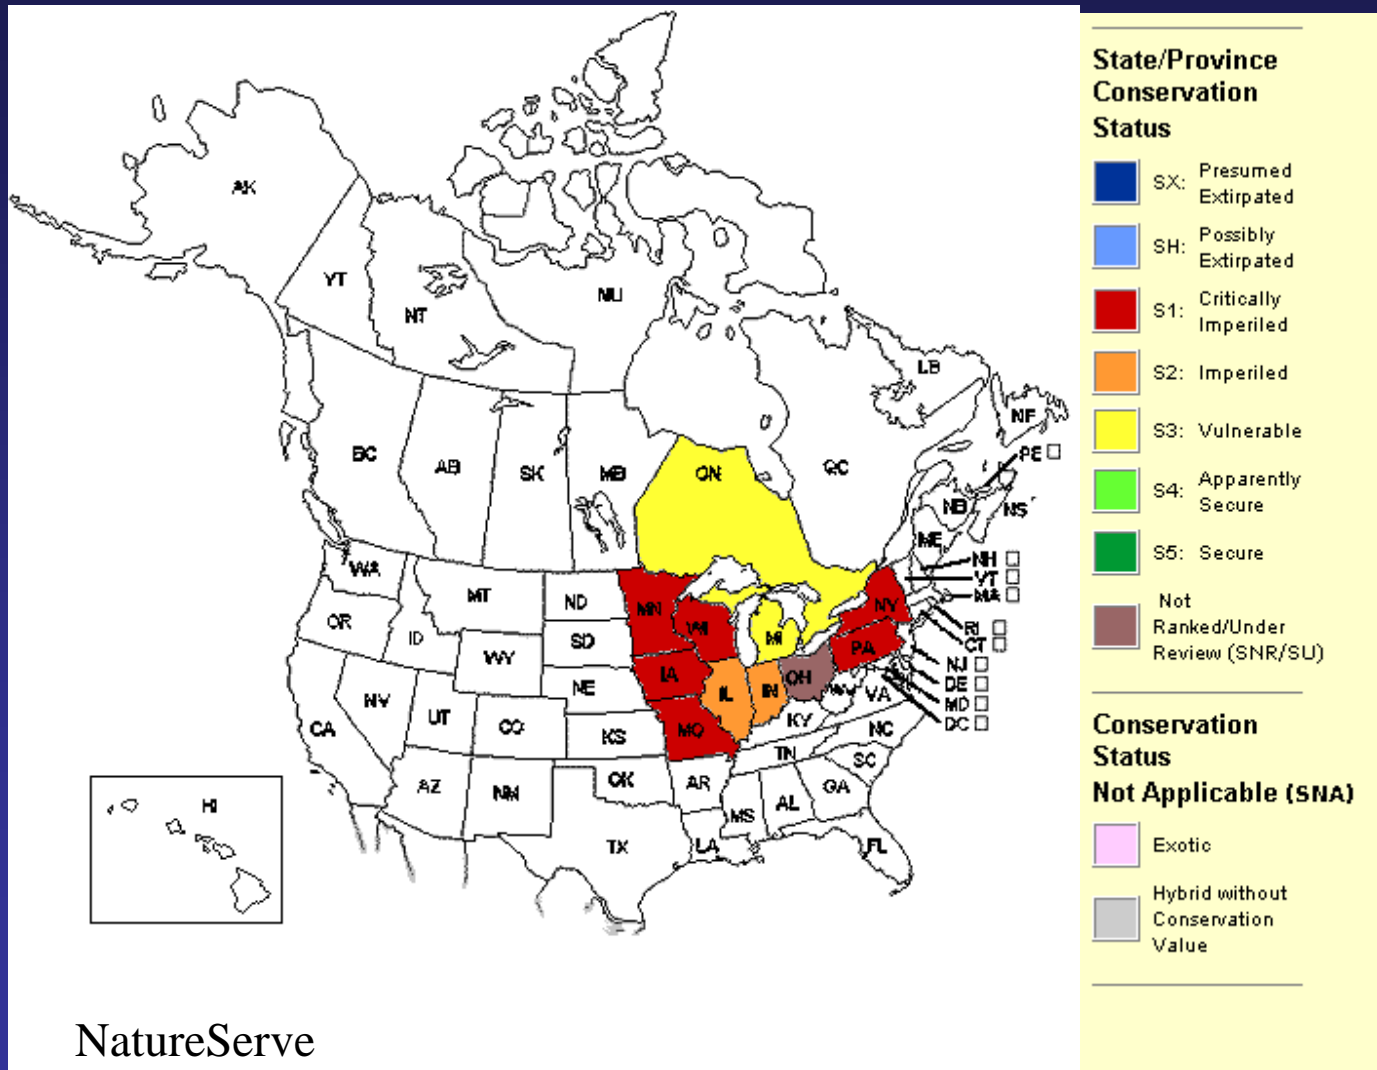 AK
YT
NT
NU
LB
NF
PE
BC
AB
SK
MB
ON
QC
NB
NS
ME
NH
VT
MA
WA
MT
ND
MN
WI
MI
NY
RI
CT
OR
ID
SD
WY
PA
NJ
IA
NE
IL
IN
OH
WV
VA
DE
MD
DC
NV
UT
CO
CA
KS
MO
KY
NC
TN
SC
AZ
NM
OK
AR
MS
AL
GA
HI
TX
LA
FL
NatureServe
State/Province
Conservation
Status
SX: Presumed
Extirpated
SH: Possibly
Extirpated
S1: Critically
Imperiled
S2: Imperiled
S3: Vulnerable
S4: Apparently
Secure
S5: Secure
Not
Ranked/Under
Review (SNR/SU)
Conservation
Status
Not Applicable (SNA)
Exotic
Hybrid without
Conservation
Value